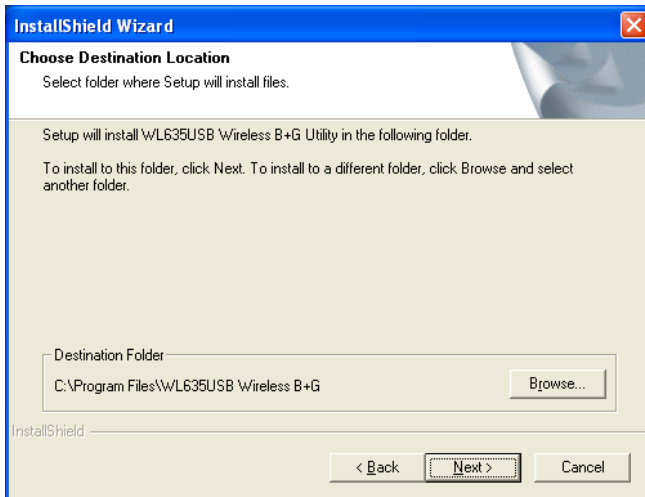 InstallShield Wizard
Choose Destination Location
Select folder where Setup will install files.
Setup will install WL635USB Wireless B+G Utility in the following folder.
To install to this folder, click Next. To install to a different folder, click Browse and select
another folder.
Destination Folder
C:\Program Files\WL635USB Wireless B+G
Browse...
InstallShield
< Back
Next >
Cancel